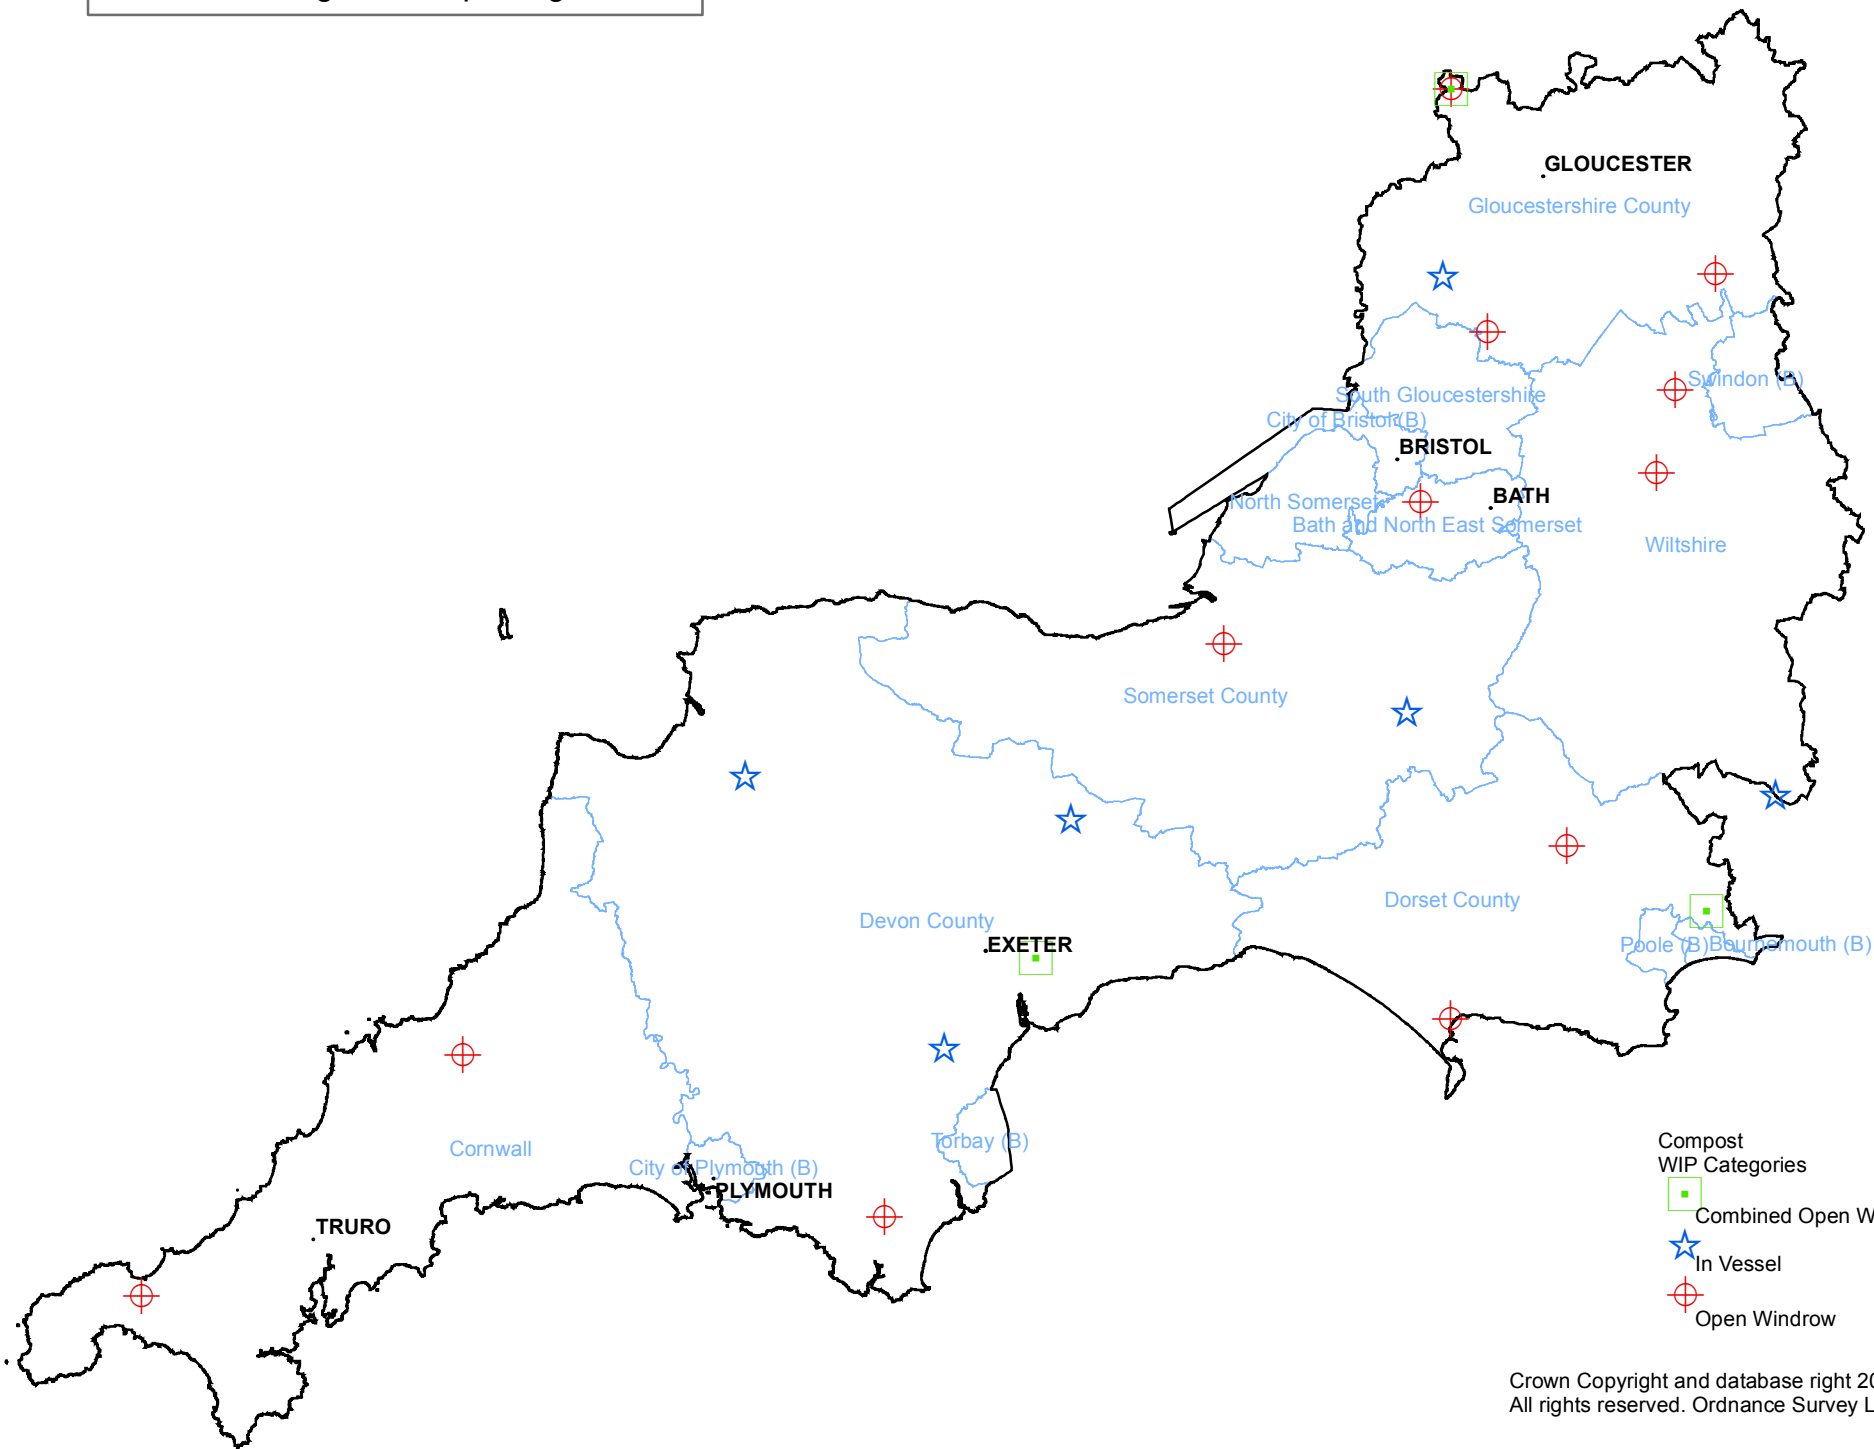 GLOUCESTER
Gloucestershire County
Swindon (B)
South Gloucestershire
City of Bristol (B)
BRISTOL
BATH
North Somerset
Bath and North East Somerset
Wiltshire
Somerset County
Dorset County
Devon County
EXETER
Poole (B)
Bournemouth (B)
Torbay (B)
Cornwall
City of Plymouth (B)
PLYMOUTH
TRURO
Compost
WIP Categories
Combined Open W
In Vessel
Open Windrow
Crown Copyright and database right 20
All rights reserved. Ordnance Survey L